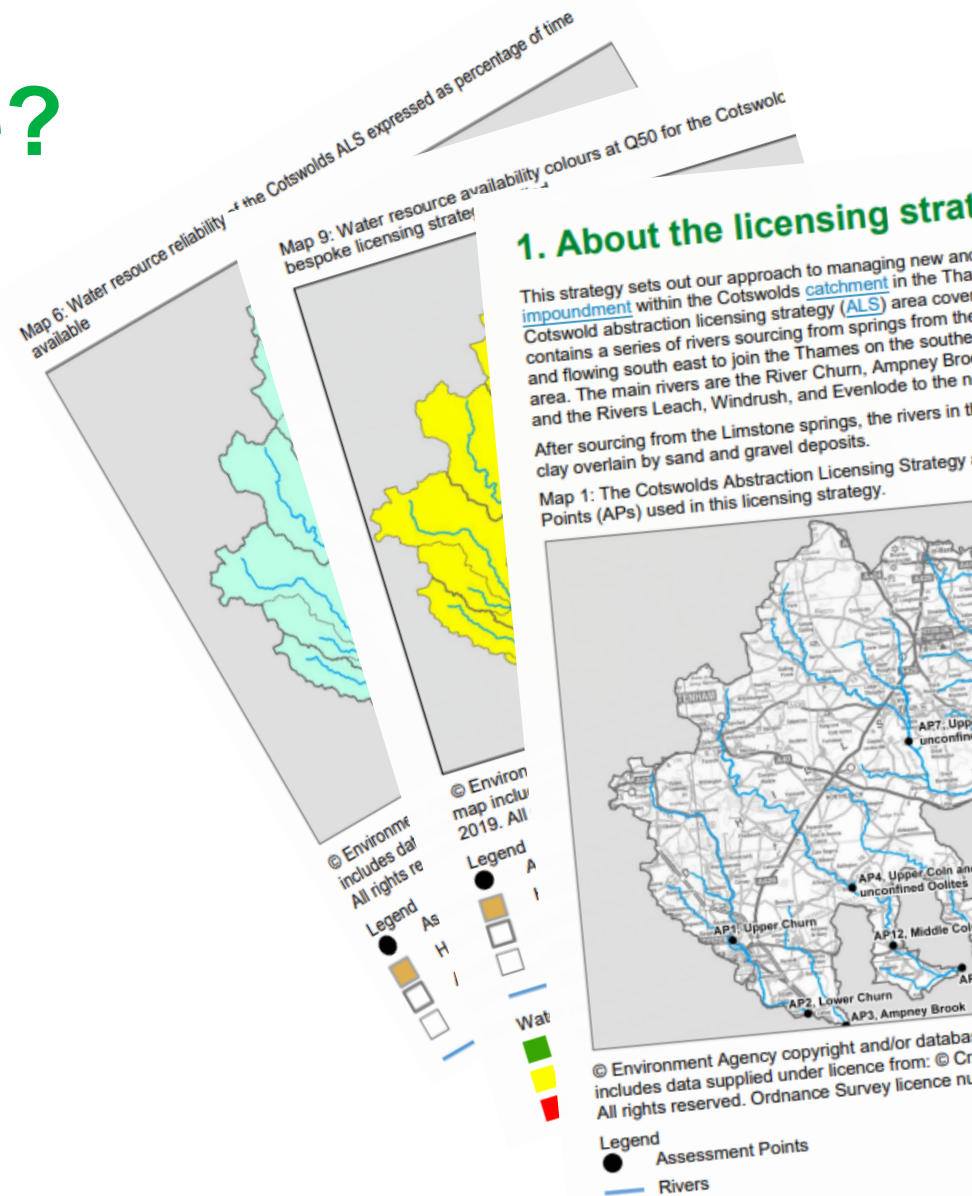 ?
Map 6: Water resource reliability of the Cotswolds ALS expressed as percentage of time
available
© Environme
includes dat
All rights re
Legend
As
H
Map 9: Water resource availability colours at Q50 for the Cotswolc
bespoke licensing strateg
© Environ
map inclu
2019. All
Legend
A
H
Wat
1. About the licensing strat
This strategy sets out our approach to managing new and
impoundment within the Cotswolds catchment in the Tha
Cotswold abstraction licensing strategy (ALS) area cover
contains a series of rivers sourcing from springs from the
and flowing south east to join the Thames on the southe
area. The main rivers are the River Churn, Ampney Broo
and the Rivers Leach, Windrush, and Evenlode to the n
After sourcing from the Limstone springs, the rivers in th
clay overlain by sand and gravel deposits.
Map 1: The Cotswolds Abstraction Licensing Strategy a
Points (APs) used in this licensing strategy.
TENHAM
AP7, Upp
unconfine
AP4, Upper Coln and
unconfined Oolites
AP1, Upper Churn
AP12, Middle Col
AP
AP2, Lower Churn
AP3, Ampney Brook
© Environment Agency copyright and/or databas
includes data supplied under licence from: © Cr
All rights reserved. Ordnance Survey licence nu
Legend
Assessment Points
Rivers